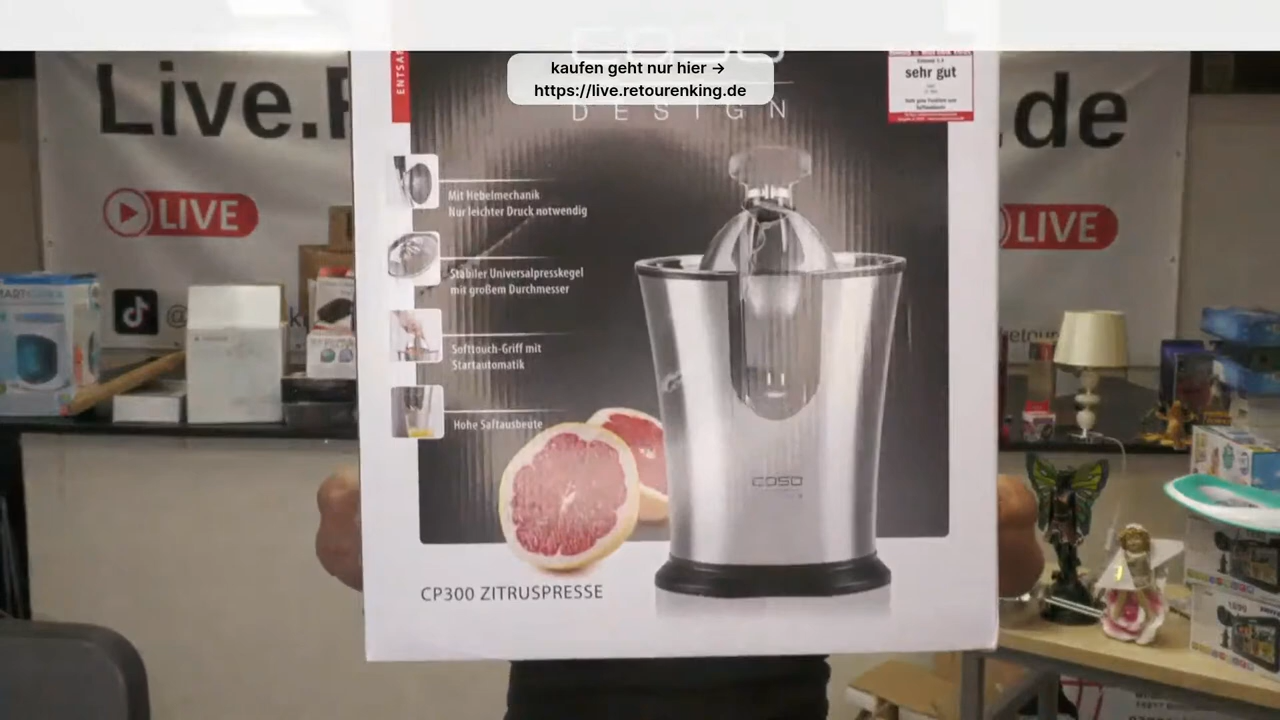 kaufen geht nur hier →
https://live.retourenking.de
DESIGN
sehr gut
Live.
.de
LIVE
LIVE
Mit Hebelmechanik
Nur leichter Druck notwendig
Stabiler Universalpresskegel
mit großem Durchmesser
Softtouch-Griff mit
Startautomatik
Hohe Saftausbeute
caso
CP300 ZITRUSPRESSE